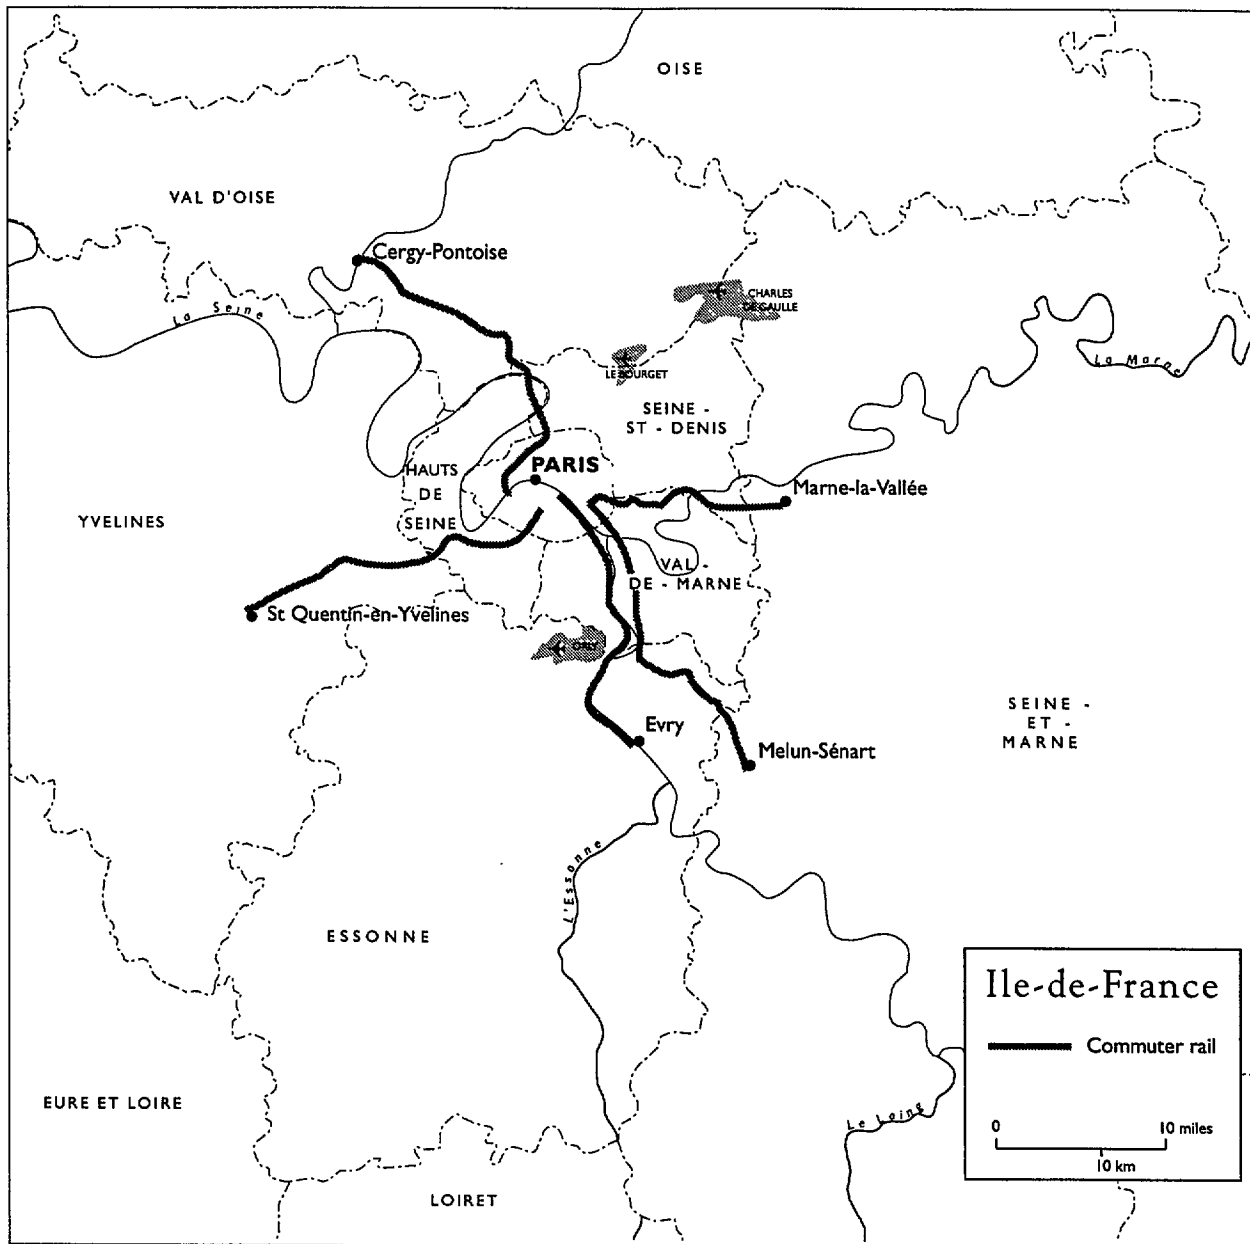 OISE
VAL D'OISE
Cergy-Pontoise
CHARLES
DE GAULLE
La Seine
La Marne
LE BOURGET
SEINE -
ST - DENIS
PARIS
HAUTS
DE
SEINE
Marne-la-Vallée
YVELINES
VAL -
DE - MARNE
St Quentin-en-Yvelines
ORLY
SEINE -
ET -
MARNE
Evry
Melun-Sénart
L'Essonne
ESSONNE
Ile-de-France
Commuter rail
EURE ET LOIRE
Le Loing
0
10 miles
10 km
LOIRET